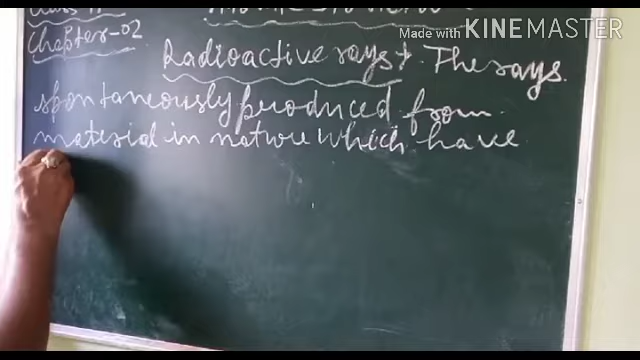 Class 11
Made with KINEMASTER
Chapter-02
Radioactive rays :- The rays
spontaneously produced from
material in nature which have